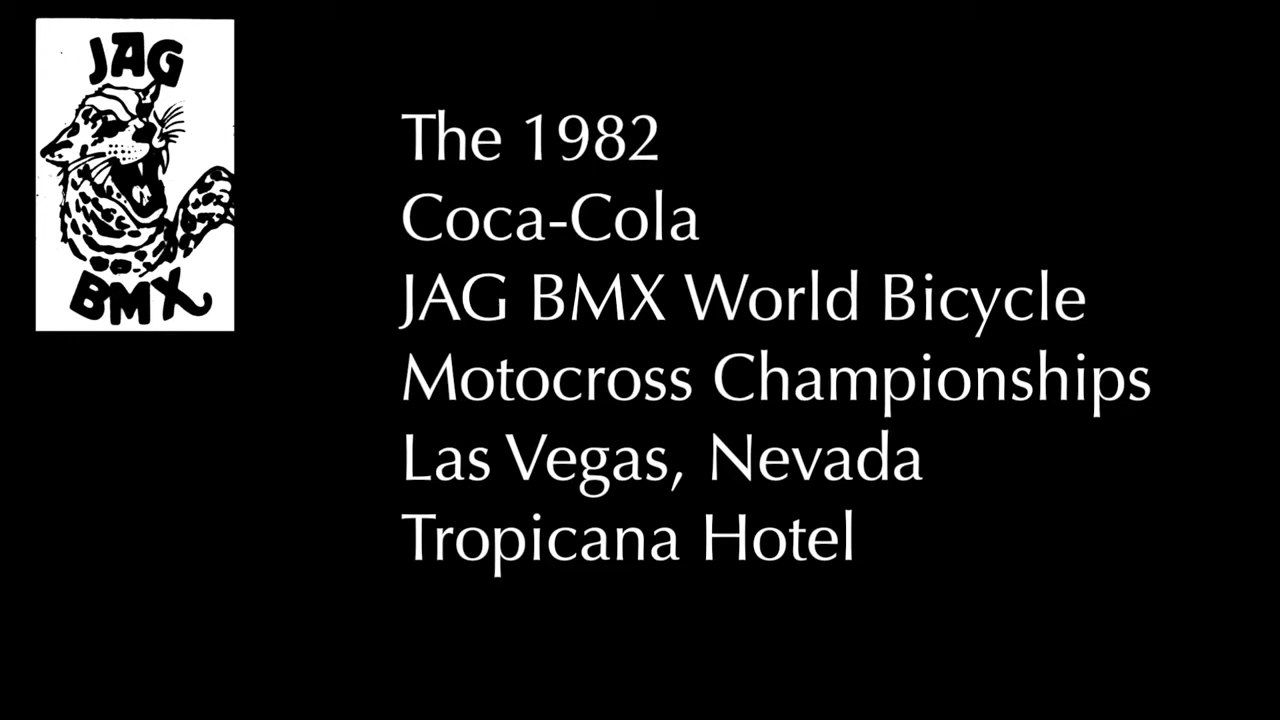 JAG
BMX
The 1982
Coca-Cola
JAG BMX World Bicycle
Motocross Championships
Las Vegas, Nevada
Tropicana Hotel